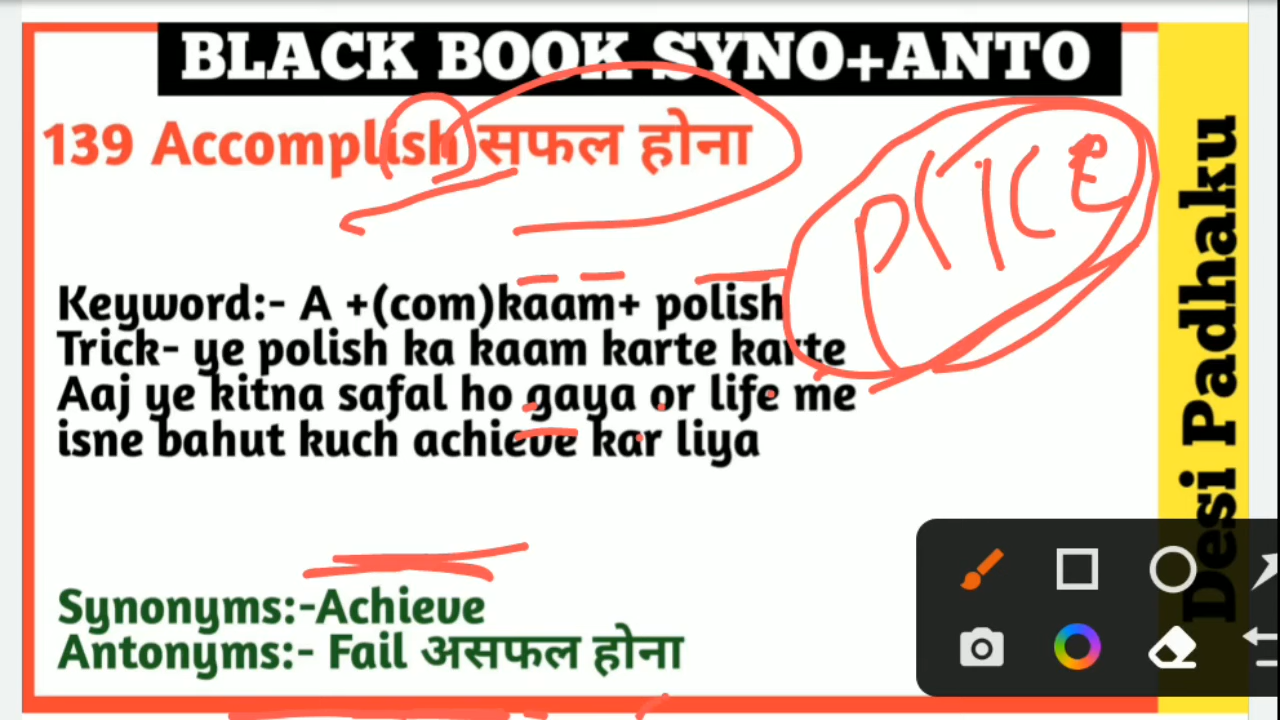 BLACK BOOK SYNO+ANTO
139 Accomplish सफल होना
PrICE
Keyword:- A +(com)kaam+ polish
Trick- ye polish ka kaam karte karte
Aaj ye kitna safal ho gaya or life me
isne bahut kuch achieve kar liya
Synonyms:-Achieve
Antonyms:- Fail असफल होना
Desi Padhaku